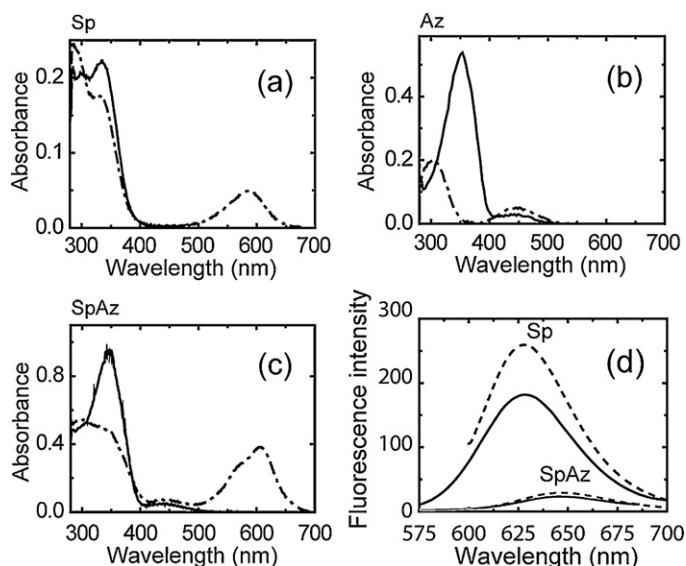 Sp
Absorbance
0.2
0.1
0.0
(a)
300 400 500 600 700
Wavelength (nm)
Az
Absorbance
0.4
0.2
0.0
(b)
300 400 500 600 700
Wavelength (nm)
SpAz
Absorbance
0.8
0.4
0.0
(c)
300 400 500 600 700
Wavelength (nm)
Fluorescence intensity
300
250
200
150
100
50
0
Sp
(d)
SpAz
575 600 625 650 675 700
Wavelength (nm)